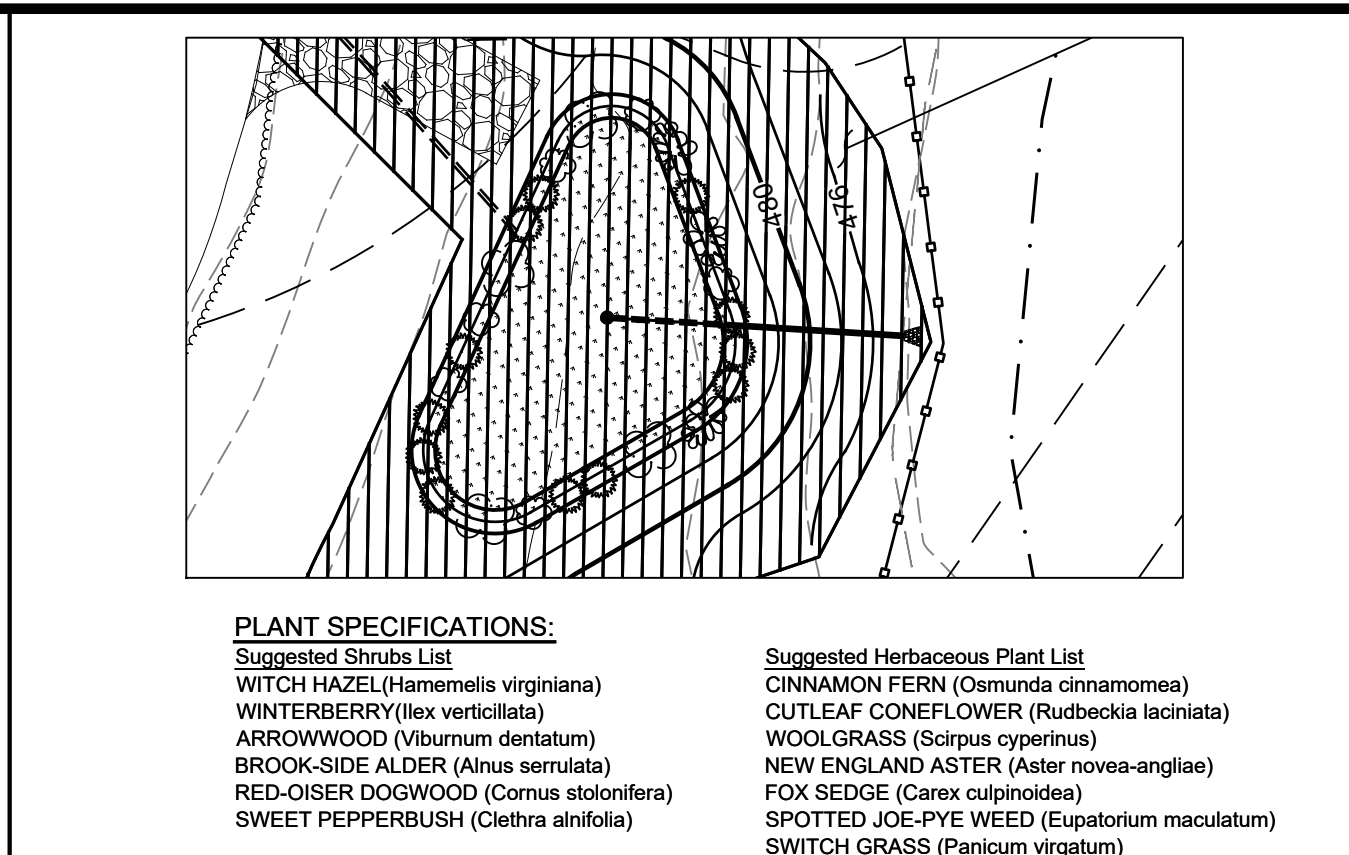 480
476
PLANT SPECIFICATIONS:
Suggested Shrubs List
WITCH HAZEL(Hamemelis virginiana)
WINTERBERRY(Ilex verticillata)
ARROWWOOD (Viburnum dentatum)
BROOK-SIDE ALDER (Alnus serrulata)
RED-OISER DOGWOOD (Cornus stolonifera)
SWEET PEPPERBUSH (Clethra alnifolia)
Suggested Herbaceous Plant List
CINNAMON FERN (Osmunda cinnamomea)
CUTLEAF CONEFLOWER (Rudbeckia laciniata)
WOOLGRASS (Scirpus cyperinus)
NEW ENGLAND ASTER (Aster novea-angliae)
FOX SEDGE (Carex culpinoidea)
SPOTTED JOE-PYE WEED (Eupatorium maculatum)
SWITCH GRASS (Panicum virgatum)